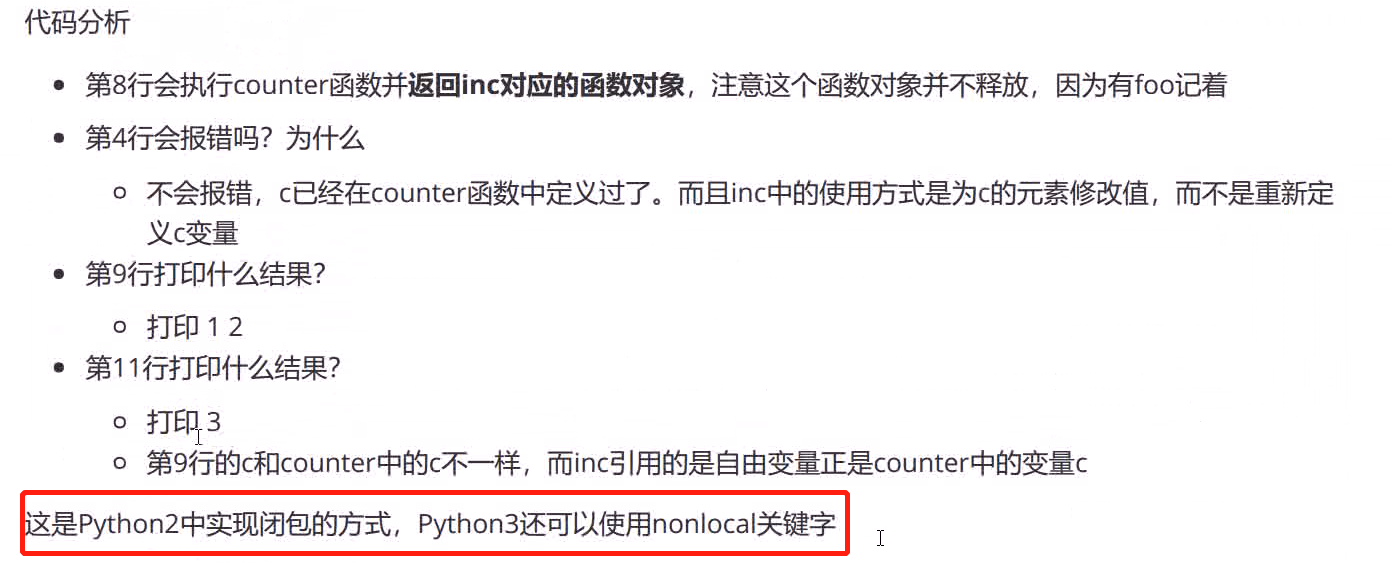 代码分析
第8行会执行counter函数并返回inc对应的函数对象，注意这个函数对象并不释放，因为有foo记着
第4行会报错吗？为什么
不会报错，c已经在counter函数中定义过了。而且inc中的使用方式是为c的元素修改值，而不是重新定
义c变量
第9行打印什么结果？
打印 1 2
第11行打印什么结果？
打印 3
第9行的c和counter中的c不一样，而inc引用的是自由变量正是counter中的变量c
这是Python2中实现闭包的方式，Python3还可以使用nonlocal关键字